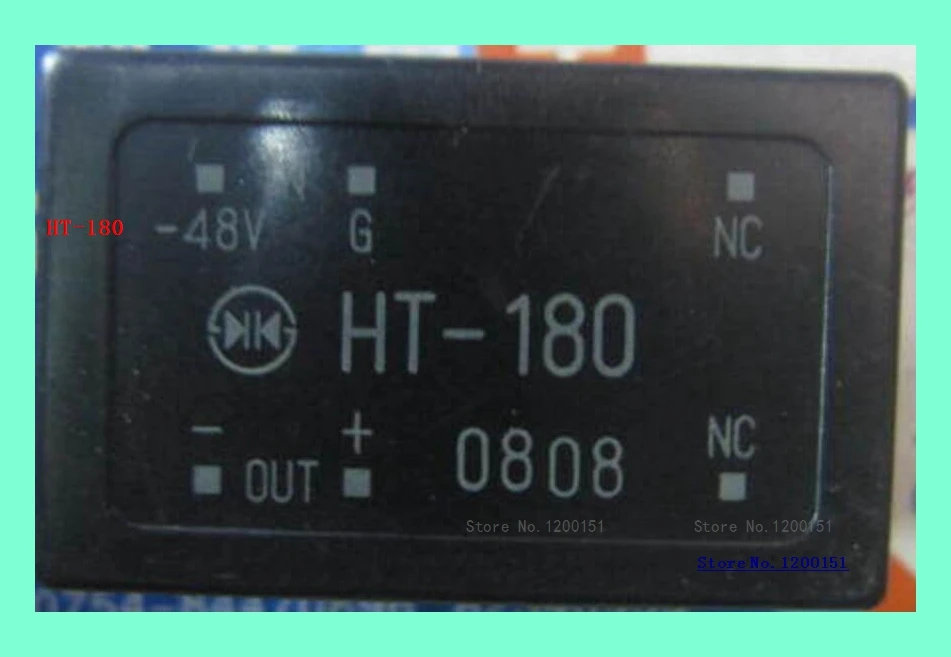 HT-180
-48V G NC
HT-180
- + NC
OUT 0808
Store No.1200151 Store No.1200151
Store No. 1200151